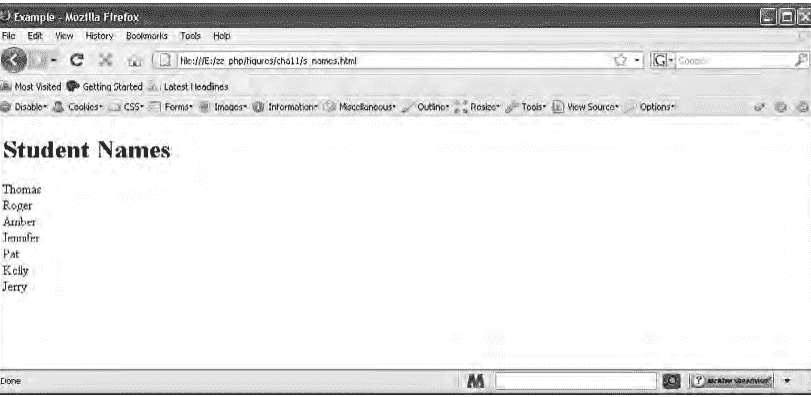 Example - Mozilla Firefox
File Edit View History Bookmarks Tools Help
file:///E:/zz_php/figures/cha11/s_names.html
G Google
Most Visited Getting Started Latest Headlines
Disable Cookies CSS Forms Images Information Miscellaneous Outline Resize Tools View Source Options
Student Names
Thomas
Roger
Amber
Jennifer
Pat
Kelly
Jerry
Done